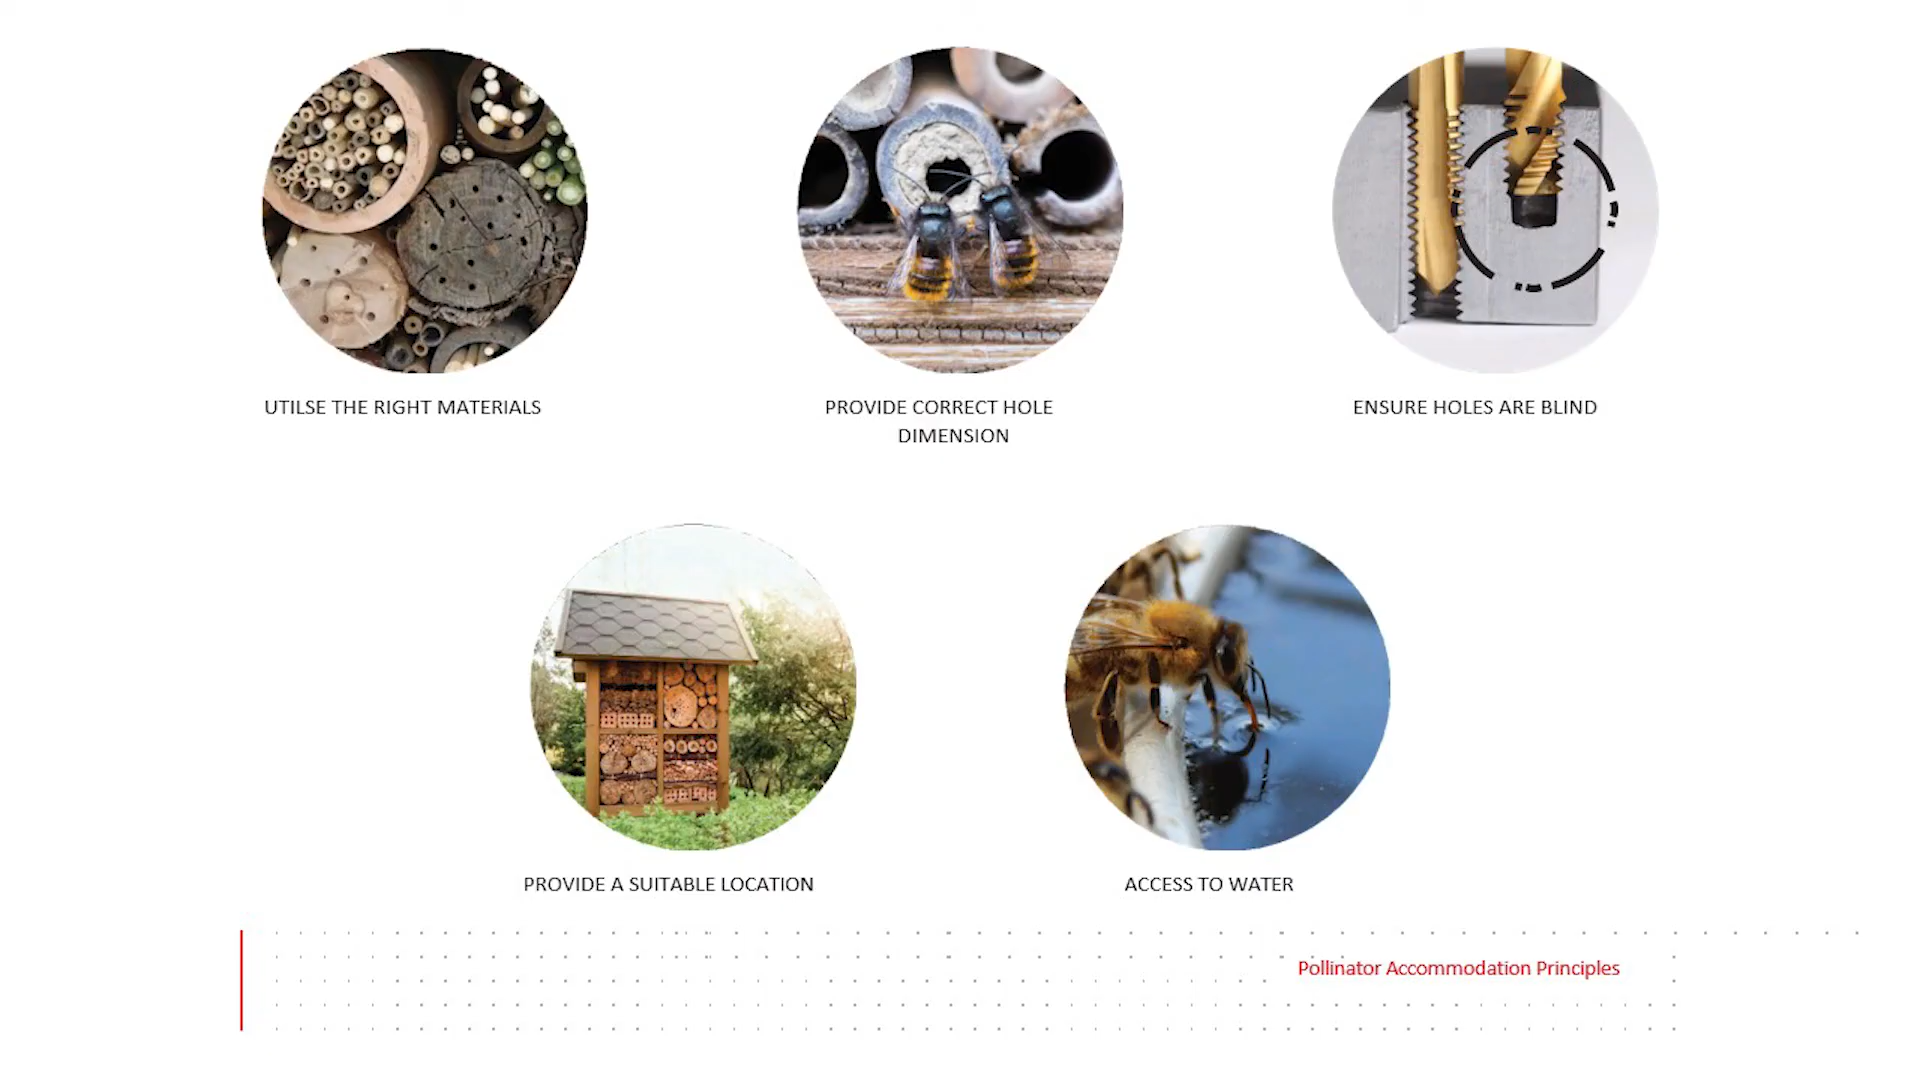 UTILSE THE RIGHT MATERIALS
PROVIDE CORRECT HOLE
DIMENSION
ENSURE HOLES ARE BLIND
PROVIDE A SUITABLE LOCATION
ACCESS TO WATER
Pollinator Accommodation Principles